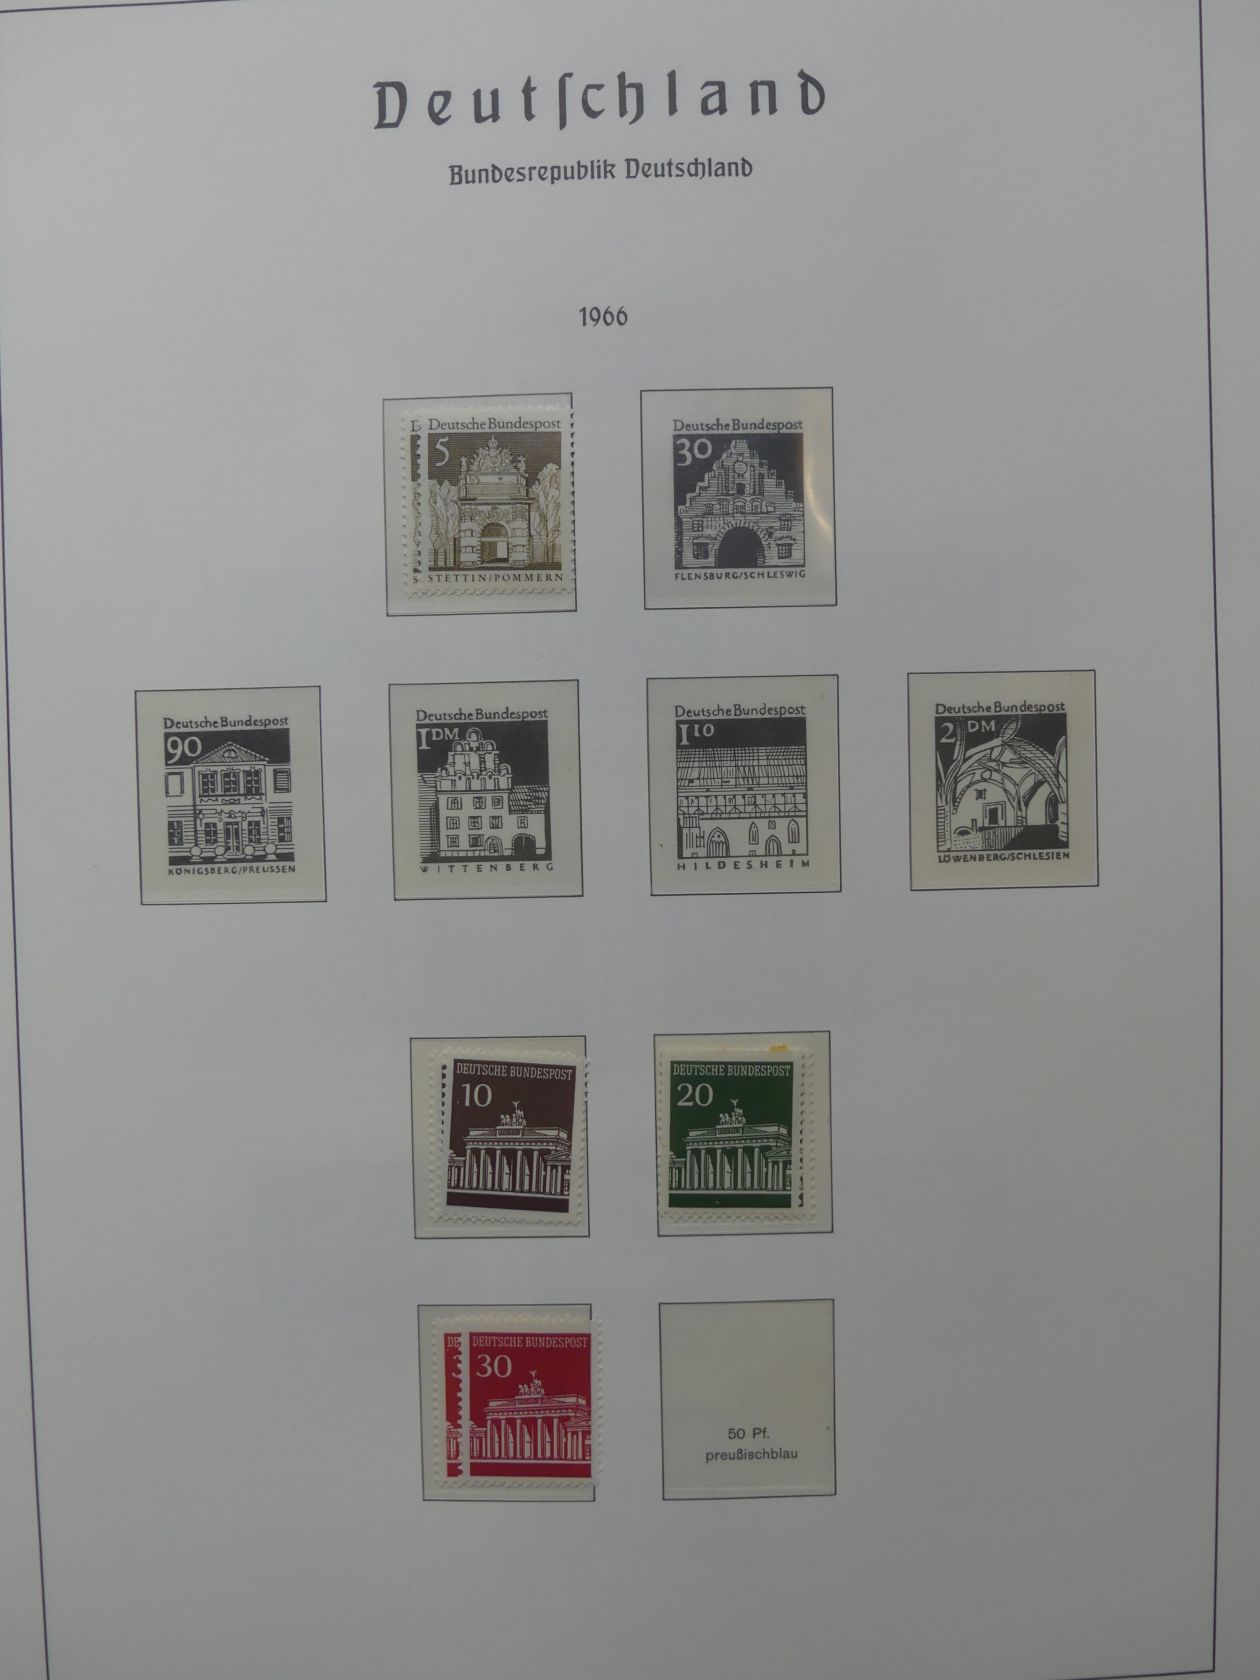 Deutſchland
Bundesrepublik Deutschland
1966
D Deutsche Bundespost
5
S STETTIN/POMMERN
Deutsche Bundespost
30
FLENSBURG/SCHLESWIG
Deutsche Bundespost
90
KÖNIGSBERG/PREUSSEN
Deutsche Bundespost
1 DM
WITTENBERG
Deutsche Bundespost
1 10
HILDESHEIM
Deutsche Bundespost
2 DM
LÖWENBERG/SCHLESIEN
DEUTSCHE BUNDESPOST
10
DEUTSCHE BUNDESPOST
20
DE DEUTSCHE BUNDESPOST
30
50 Pf.
preußischblau